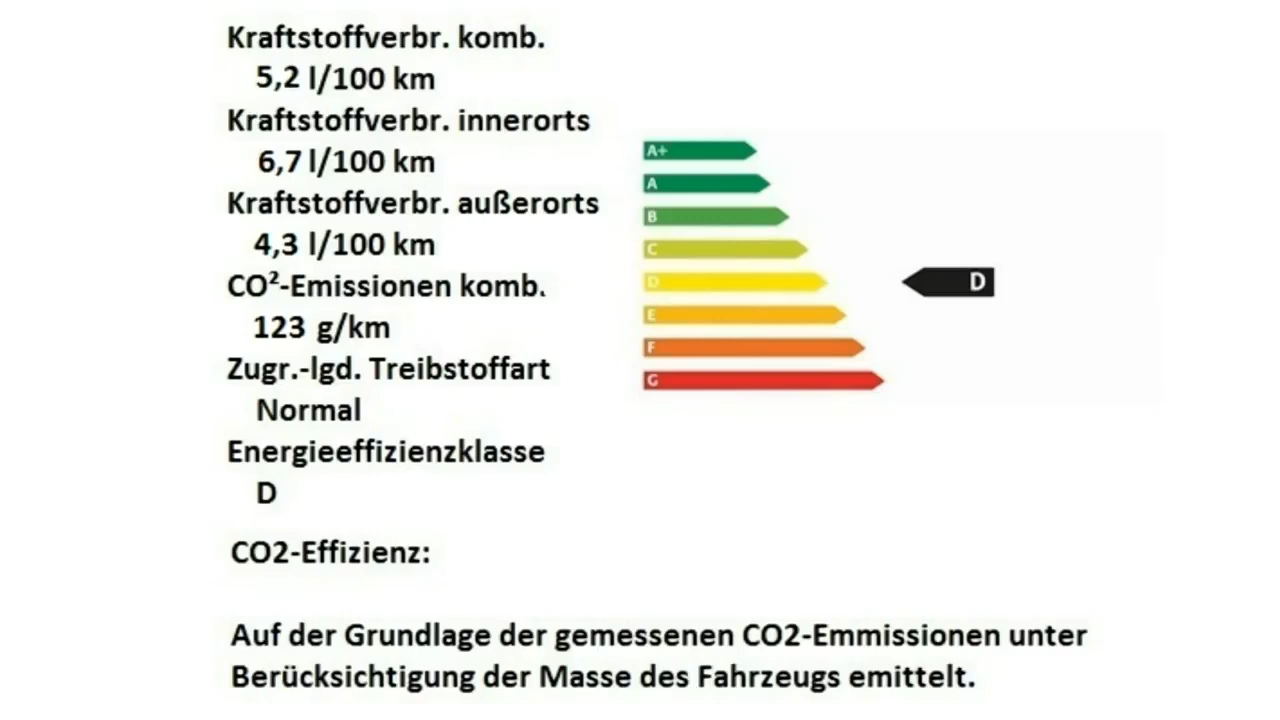 Kraftstoffverbr. komb.
5,2 l/100 km
Kraftstoffverbr. innerorts
6,7 l/100 km
Kraftstoffverbr. außerorts
4,3 l/100 km
CO²-Emissionen komb.
123 g/km
Zugr.-lgd. Treibstoffart
Normal
Energieeffizienzklasse
D
A+
A
B
C
D
E
F
G
D
CO2-Effizienz:
Auf der Grundlage der gemessenen CO2-Emmissionen unter
Berücksichtigung der Masse des Fahrzeugs emittelt.